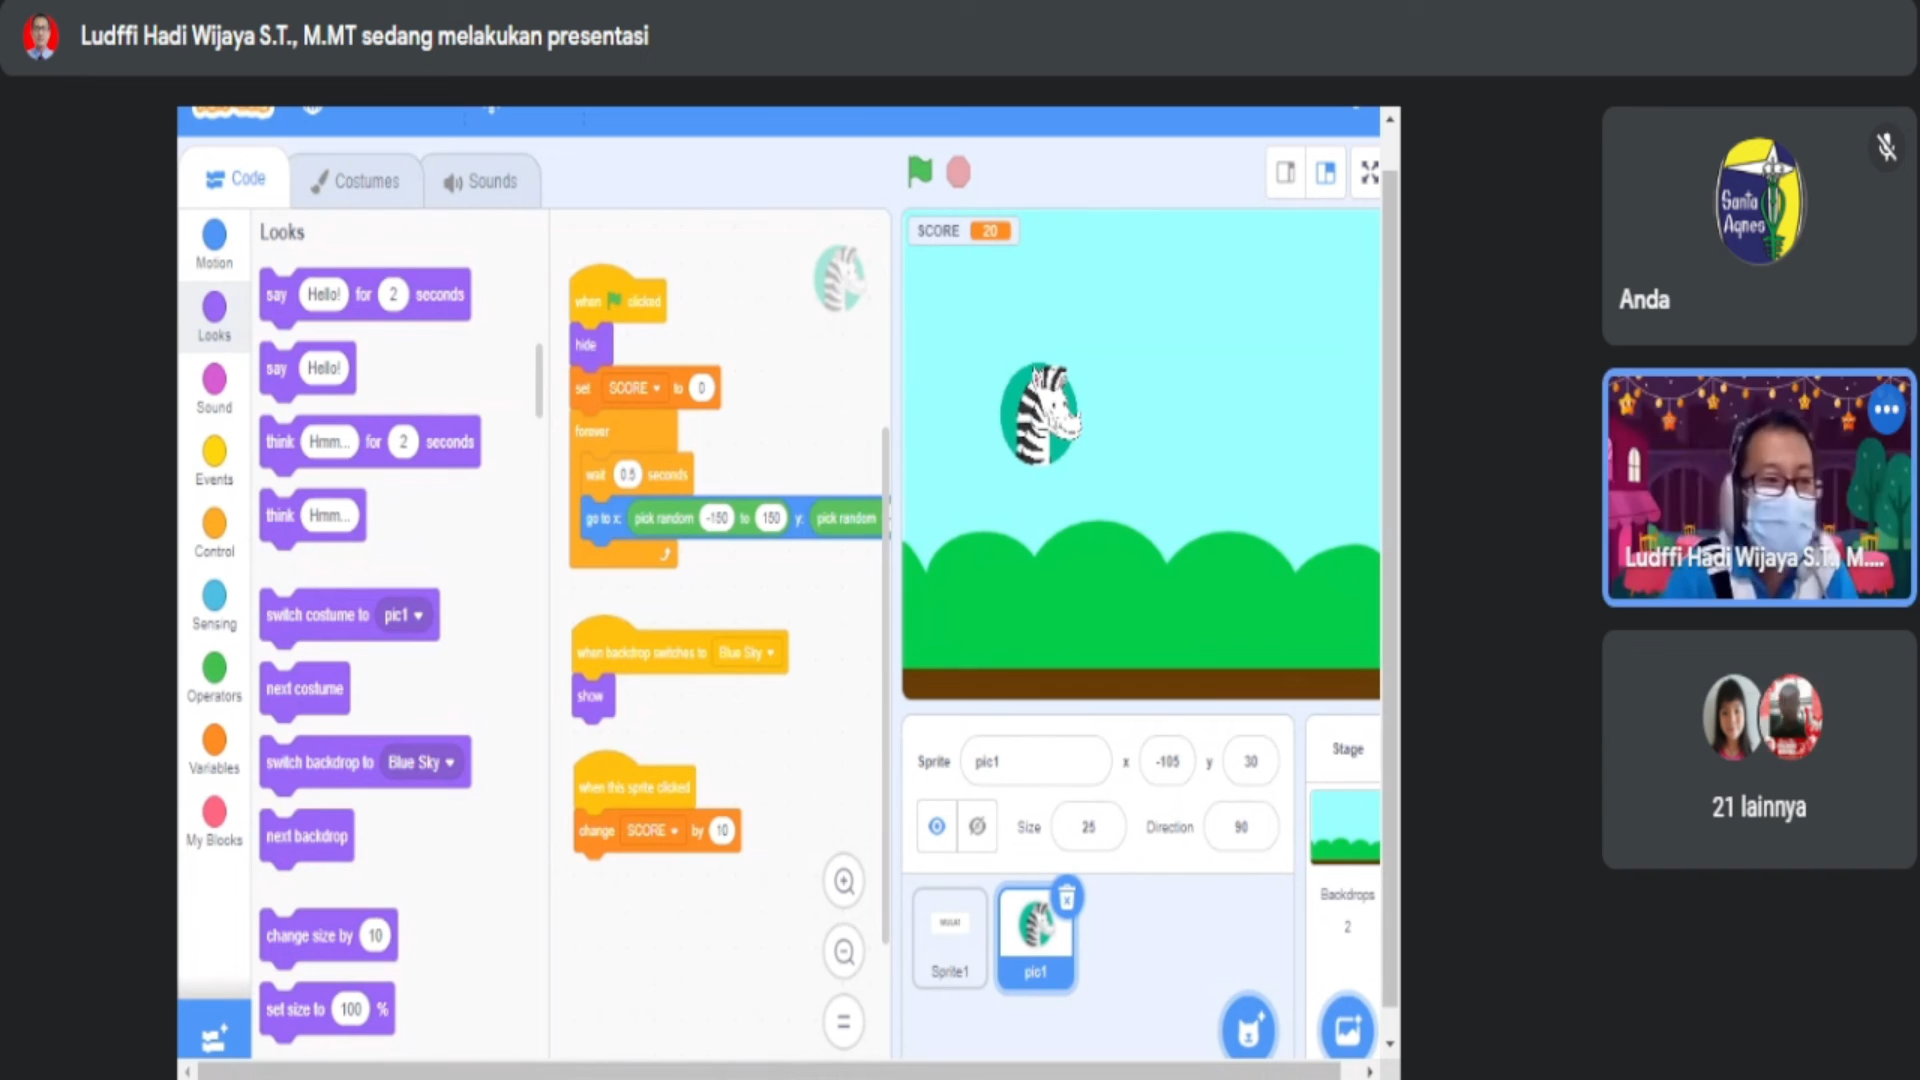 Ludffi Hadi Wijaya S.T., M.MT sedang melakukan presentasi
Code
Costumes
Sounds
Motion
Looks
Sound
Events
Control
Sensing
Operators
Variables
My Blocks
Looks
say Hello! for 2 seconds
say Hello!
think Hmm... for 2 seconds
think Hmm...
switch costume to pic1
next costume
switch backdrop to Blue Sky
next backdrop
change size by 10
set size to 100 %
when clicked
hide
set SCORE to 0
forever
wait 0.5 seconds
go to x: pick random -150 to 150 y: pick random
when backdrop switches to Blue Sky
show
when this sprite clicked
change SCORE by 10
SCORE 20
Sprite pic1 x -105 y 30
Size 25 Direction 90
Sprite1
pic1
Stage
Backdrops
2
Santa
Agnes
Anda
Ludffi Hadi Wijaya S.T., M....
21 lainnya